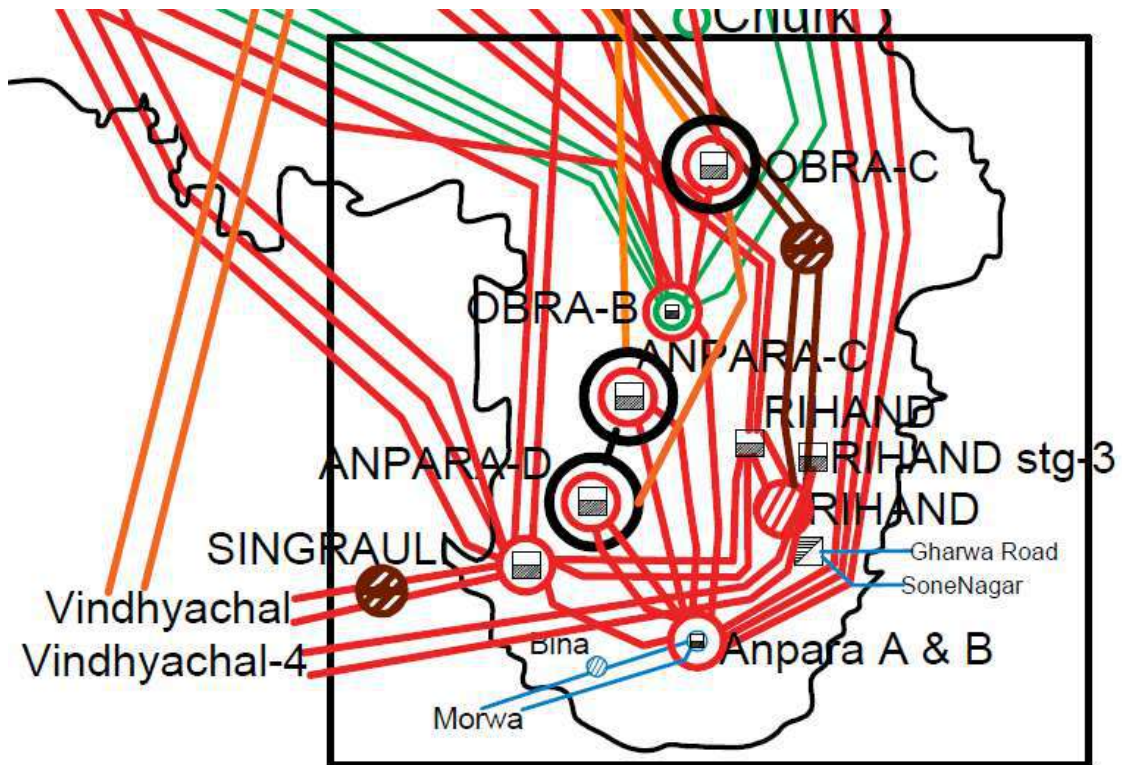 Churk
OBRA-C
OBRA-B
ANPARA-C
RIHAND
ANPARA-D
RIHAND stg-3
RIHAND
SINGRAULI
Gharwa Road
SoneNagar
Vindhyachal
Bina
Anpara A & B
Vindhyachal-4
Morwa